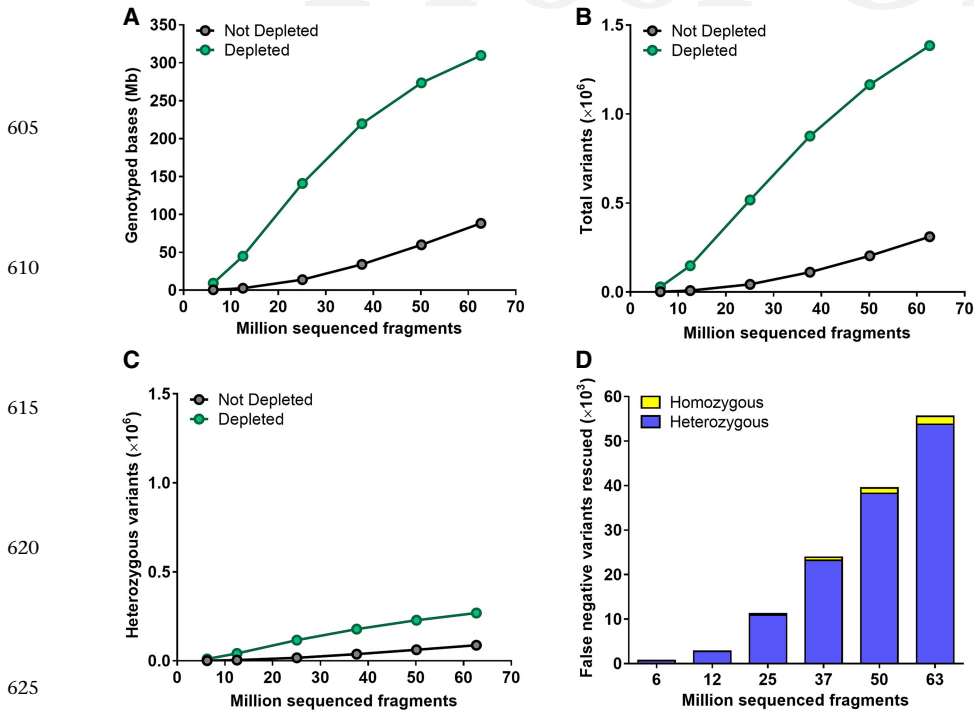 Proof On
605
610
615
620
625
A
Genotyped bases (Mb)
350
300
250
200
150
100
50
0
Not Depleted
Depleted
0 10 20 30 40 50 60 70
Million sequenced fragments
B
Total variants (×10⁶)
1.5
1.0
0.5
0.0
Not Depleted
Depleted
0 10 20 30 40 50 60 70
Million sequenced fragments
C
Heterozygous variants (×10⁶)
1.5
1.0
0.5
0.0
Not Depleted
Depleted
0 10 20 30 40 50 60 70
Million sequenced fragments
D
False negative variants rescued (×10³)
60
50
40
30
20
10
0
Homozygous
Heterozygous
6 12 25 37 50 63
Million sequenced fragments